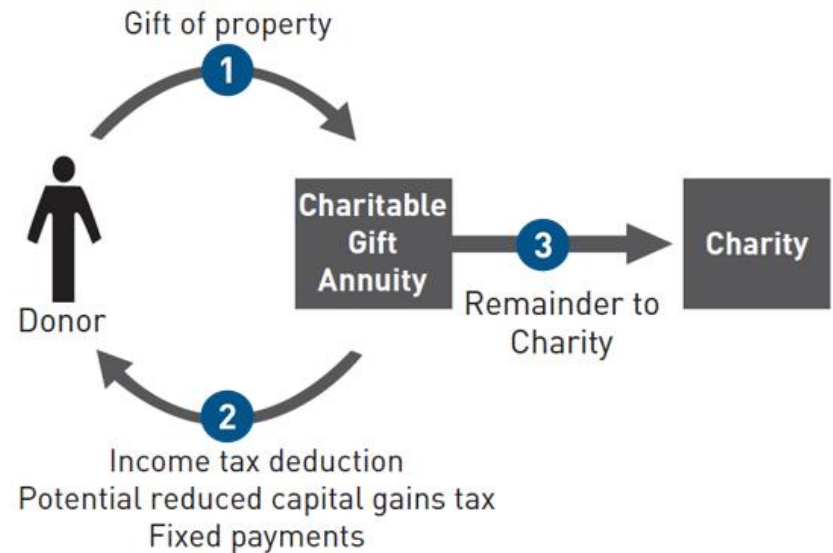 Gift of property
1
Donor
Charitable
Gift
Annuity
3
Remainder to
Charity
Charity
2
Income tax deduction
Potential reduced capital gains tax
Fixed payments